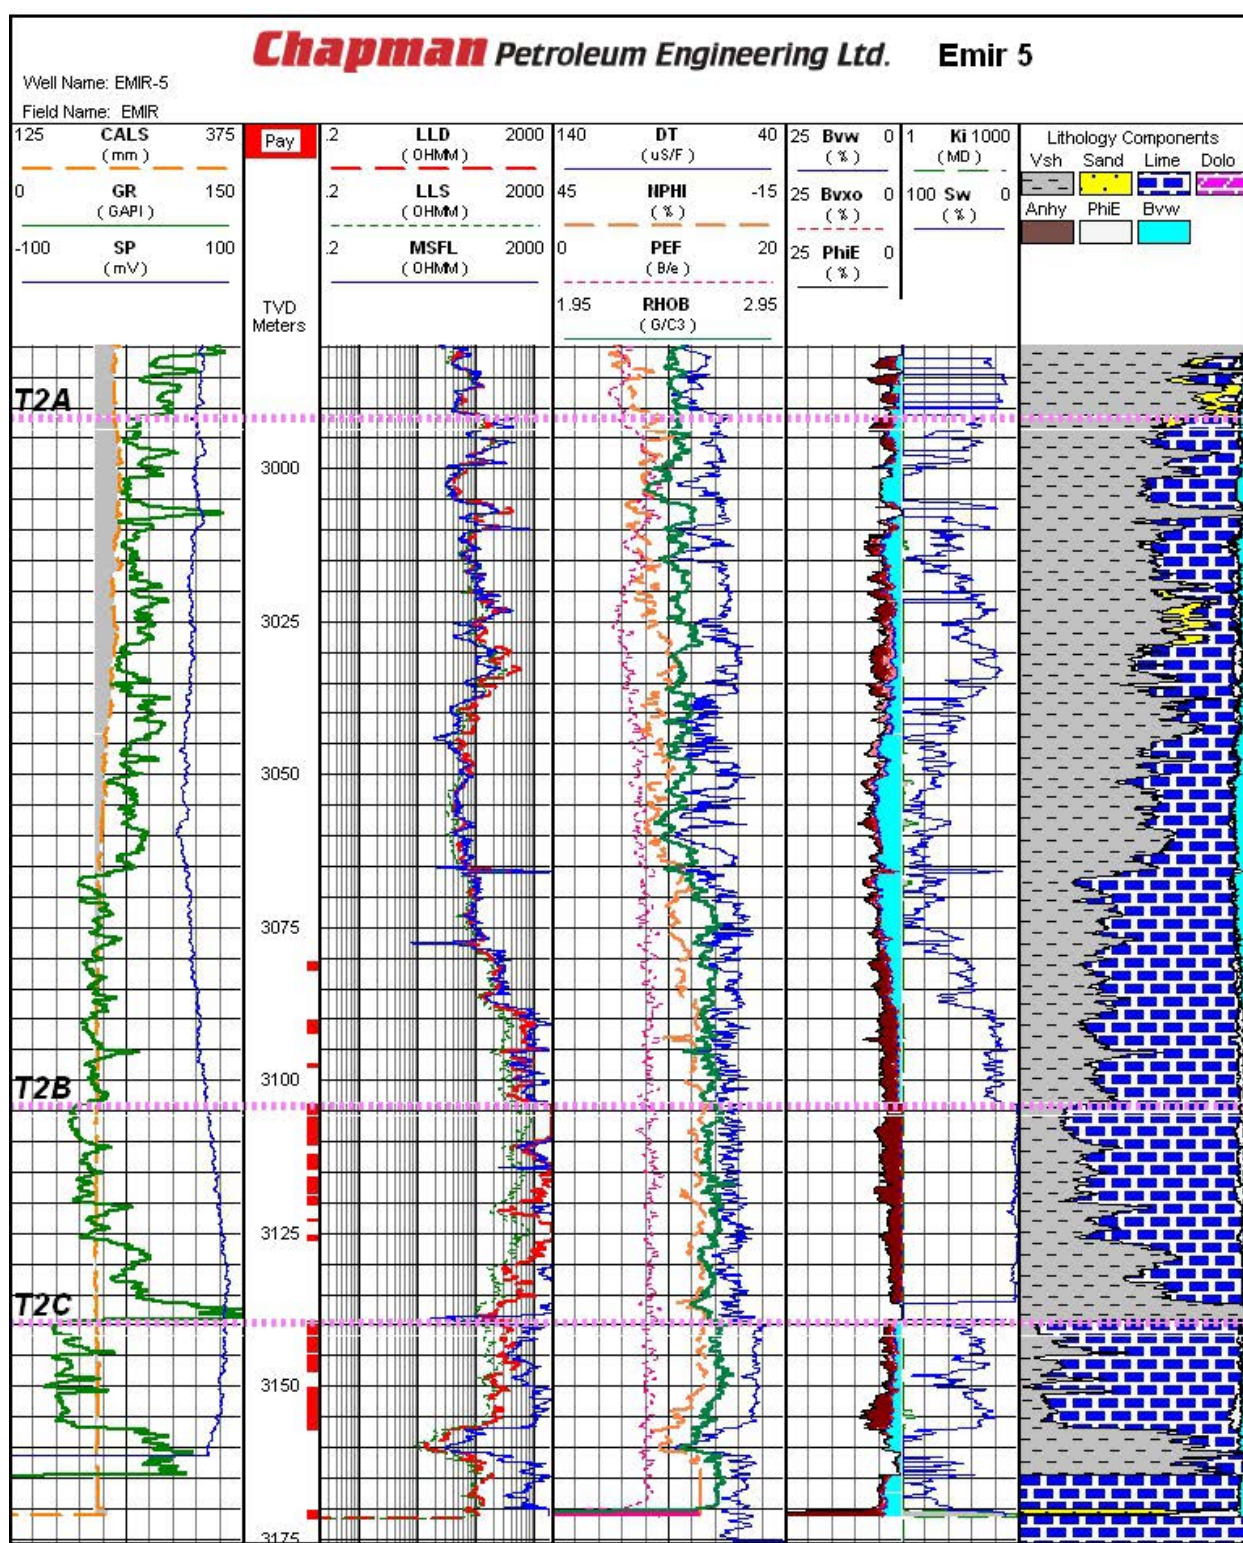 Chapman Petroleum Engineering Ltd. Emir 5
Well Name: EMIR-5
Field Name: EMIR
125 CALS 375
(mm)
0 GR 150
(GAPI)
-100 SP 100
(mV)
Pay
TVD
Meters
.2 LLD 2000
(OHMM)
.2 LLS 2000
(OHMM)
.2 MSFL 2000
(OHMM)
140 DT 40
(uS/F)
45 NPHI -15
(%)
0 PEF 20
(B/e)
1.95 RHOB 2.95
(G/C3)
25 Bvw 0
(%)
25 Bvxo 0
(%)
25 PhiE 0
(%)
1 Ki 1000
(MD)
100 Sw 0
(%)
Lithology Components
Vsh Sand Lime Dolo
Anhy PhiE Bvw
T2A
3000
3025
3050
3075
T2B
3100
3125
T2C
3150
3175